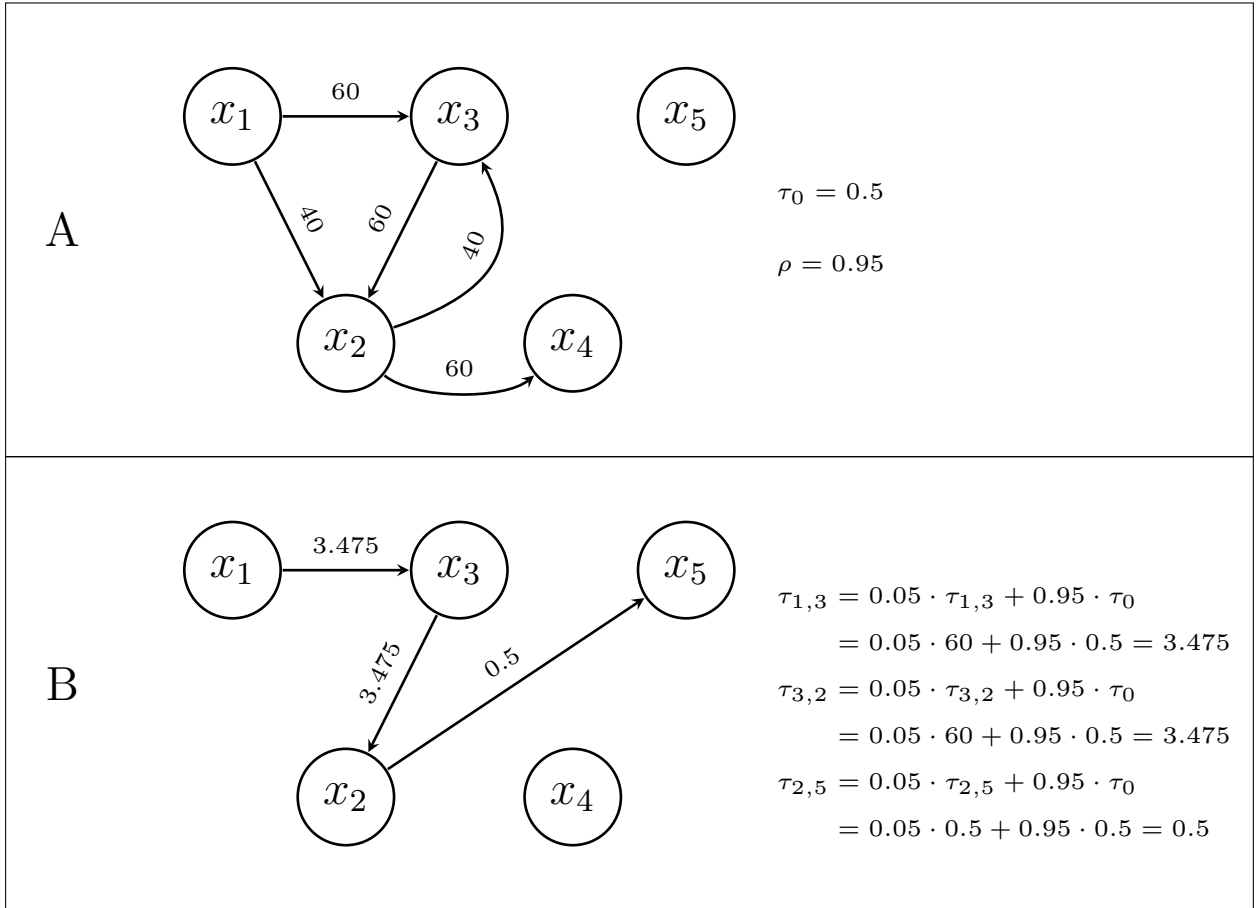 A
x₁
60
x₃
x₅
40
60
40
x₂
60
x₄
τ₀ = 0.5
ρ = 0.95
B
x₁
3.475
x₃
x₅
3.475
0.5
x₂
x₄
τ₁,₃ = 0.05 · τ₁,₃ + 0.95 · τ₀
= 0.05 · 60 + 0.95 · 0.5 = 3.475
τ₃,₂ = 0.05 · τ₃,₂ + 0.95 · τ₀
= 0.05 · 60 + 0.95 · 0.5 = 3.475
τ₂,₅ = 0.05 · τ₂,₅ + 0.95 · τ₀
= 0.05 · 0.5 + 0.95 · 0.5 = 0.5